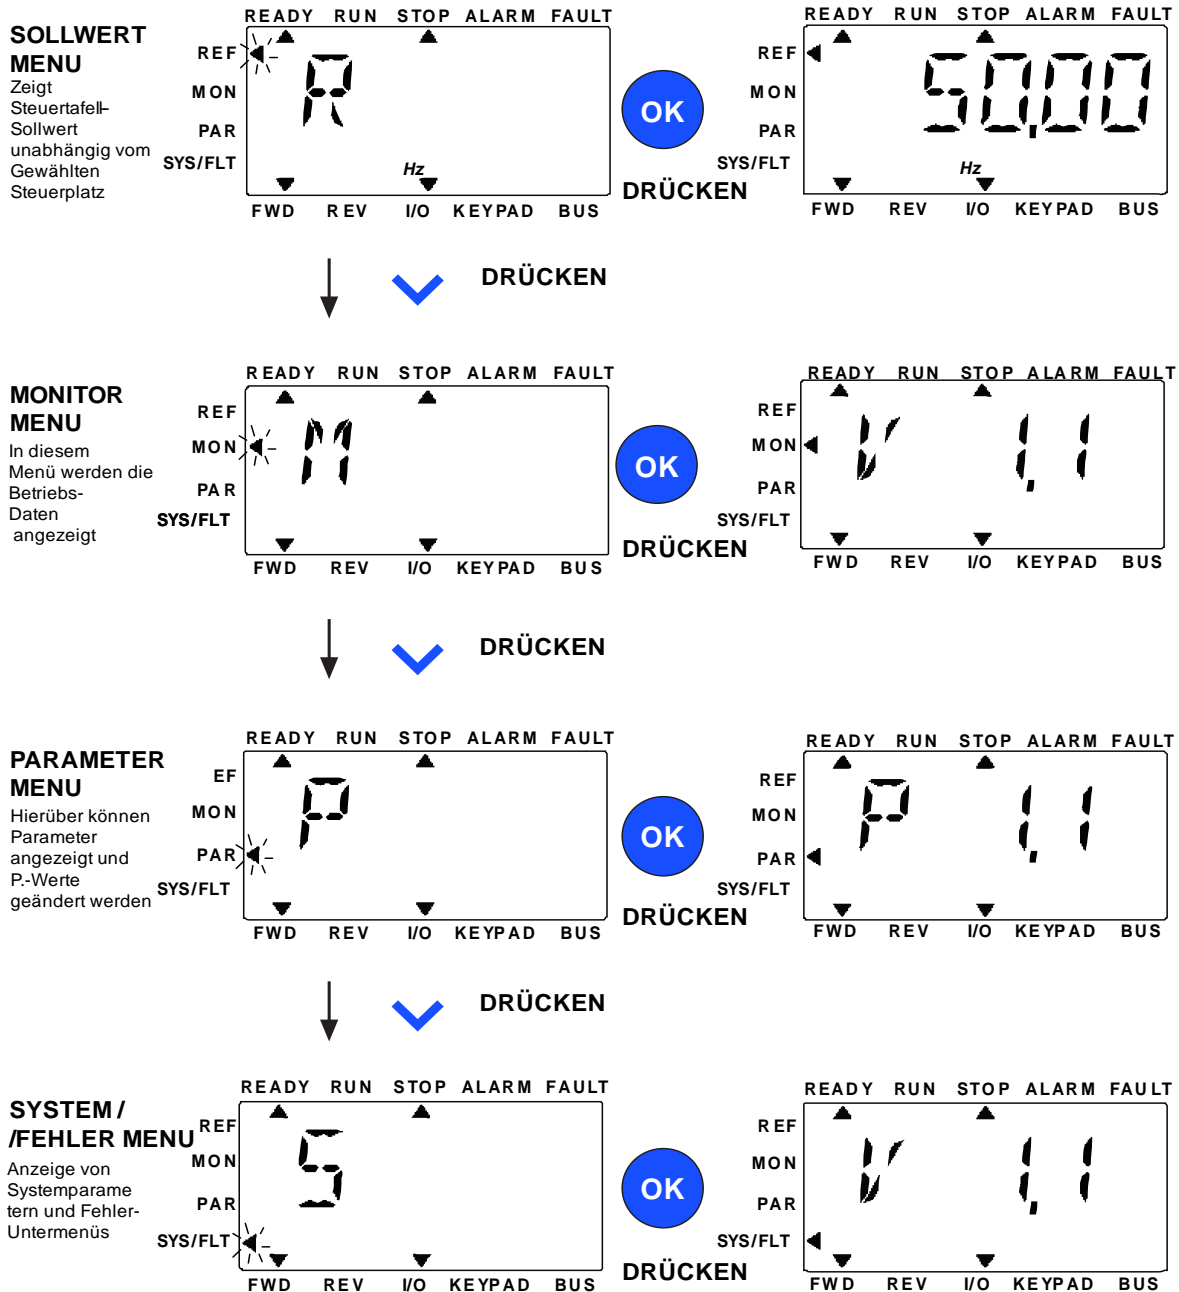 READY RUN STOP ALARM FAULT
SOLLWERT
MENU
Zeigt
Steuertafell-
Sollwert
unabhängig vom
Gewählten
Steuerplatz
REF
MON
PAR
SYS/FLT
R
Hz
FWD REV I/O KEYPAD BUS
OK
DRÜCKEN
READY RUN STOP ALARM FAULT
REF
MON
PAR
SYS/FLT
50,00
Hz
FWD REV I/O KEYPAD BUS
DRÜCKEN
READY RUN STOP ALARM FAULT
MONITOR
MENU
In diesem
Menü werden die
Betriebs-
Daten
angezeigt
REF
MON
PAR
SYS/FLT
M
FWD REV I/O KEYPAD BUS
OK
DRÜCKEN
READY RUN STOP ALARM FAULT
REF
MON
PAR
SYS/FLT
V 1,1
FWD REV I/O KEYPAD BUS
DRÜCKEN
READY RUN STOP ALARM FAULT
PARAMETER
MENU
Hierüber können
Parameter
angezeigt und
P.-Werte
geändert werden
EF
MON
PAR
SYS/FLT
P
FWD REV I/O KEYPAD BUS
OK
DRÜCKEN
READY RUN STOP ALARM FAULT
REF
MON
PAR
SYS/FLT
P 1,1
FWD REV I/O KEYPAD BUS
DRÜCKEN
READY RUN STOP ALARM FAULT
SYSTEM /
/FEHLER MENU
Anzeige von
Systemparame
tern und Fehler-
Untermenüs
REF
MON
PAR
SYS/FLT
S
FWD REV I/O KEYPAD BUS
OK
DRÜCKEN
READY RUN STOP ALARM FAULT
REF
MON
PAR
SYS/FLT
V 1,1
FWD REV I/O KEYPAD BUS